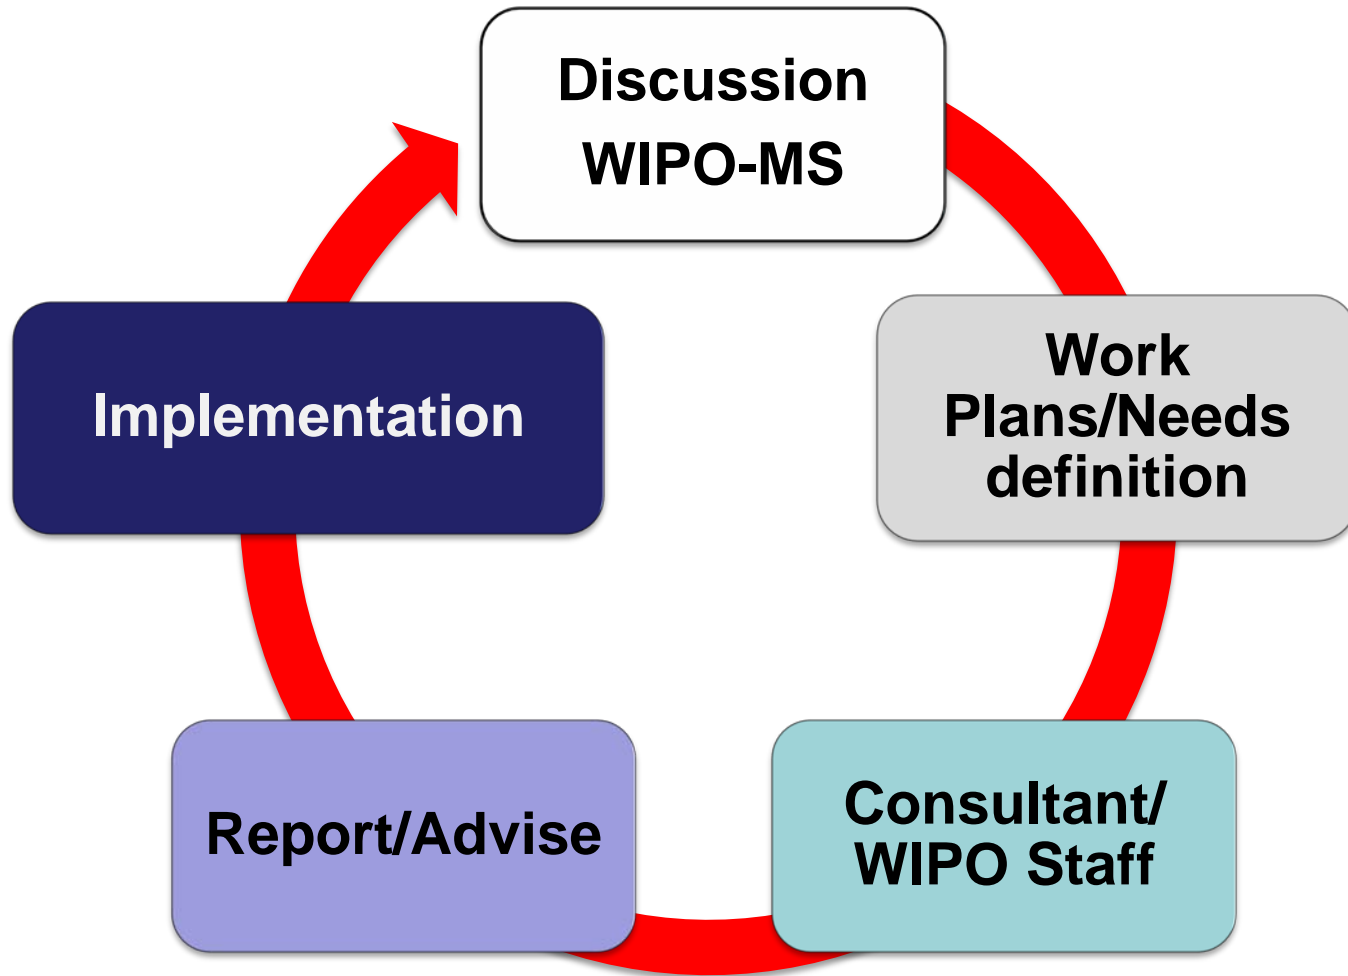 Discussion
WIPO-MS
Work
Plans/Needs
definition
Consultant/
WIPO Staff
Report/Advise
Implementation